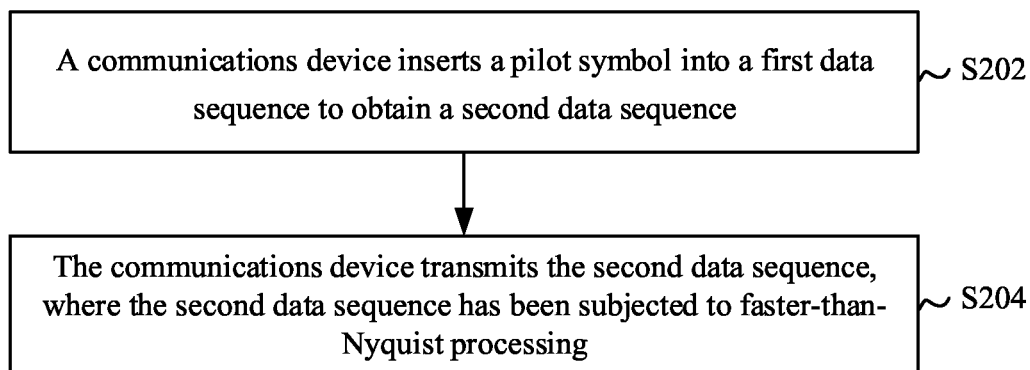 A communications device inserts a pilot symbol into a first data
sequence to obtain a second data sequence
S202
The communications device transmits the second data sequence,
where the second data sequence has been subjected to faster-than-
Nyquist processing
S204